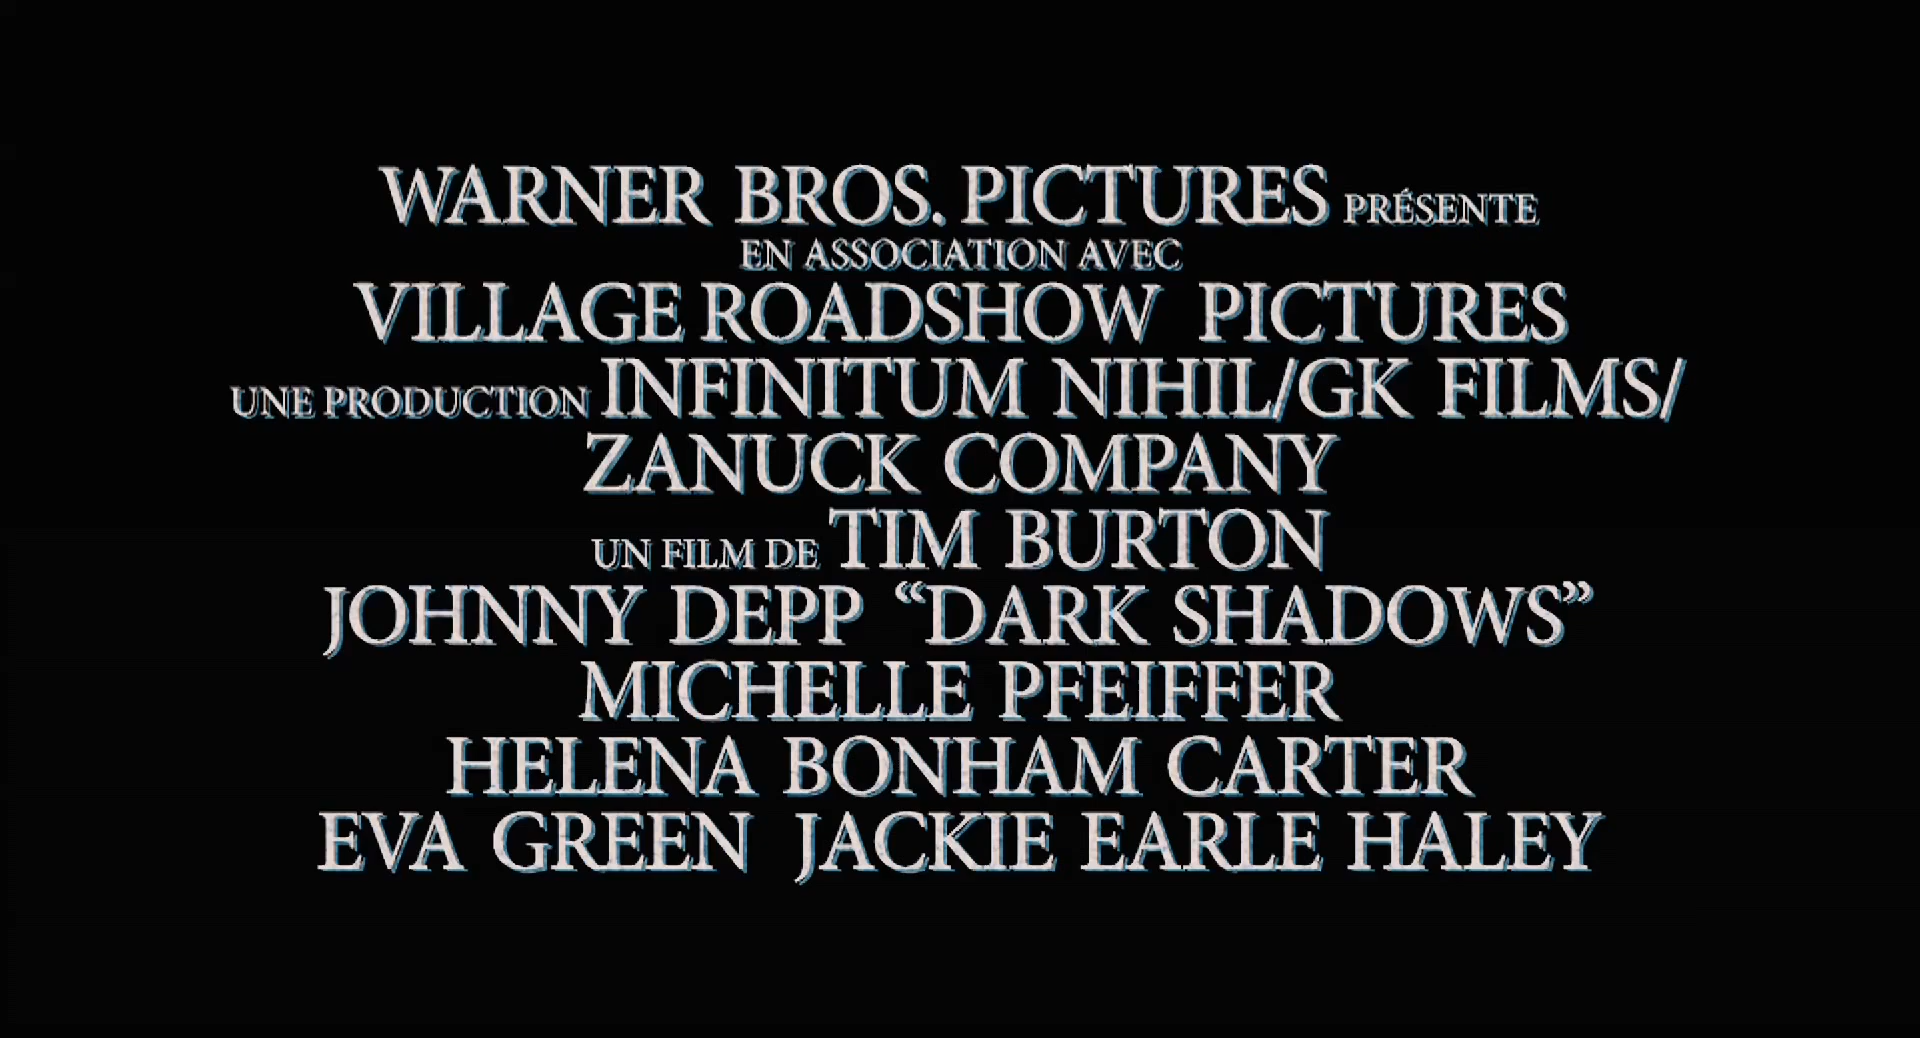 WARNER BROS. PICTURES PRÉSENTE
EN ASSOCIATION AVEC
VILLAGE ROADSHOW PICTURES
UNE PRODUCTION INFINITUM NIHIL/GK FILMS/
ZANUCK COMPANY
UN FILM DE TIM BURTON
JOHNNY DEPP “DARK SHADOWS”
MICHELLE PFEIFFER
HELENA BONHAM CARTER
EVA GREEN JACKIE EARLE HALEY